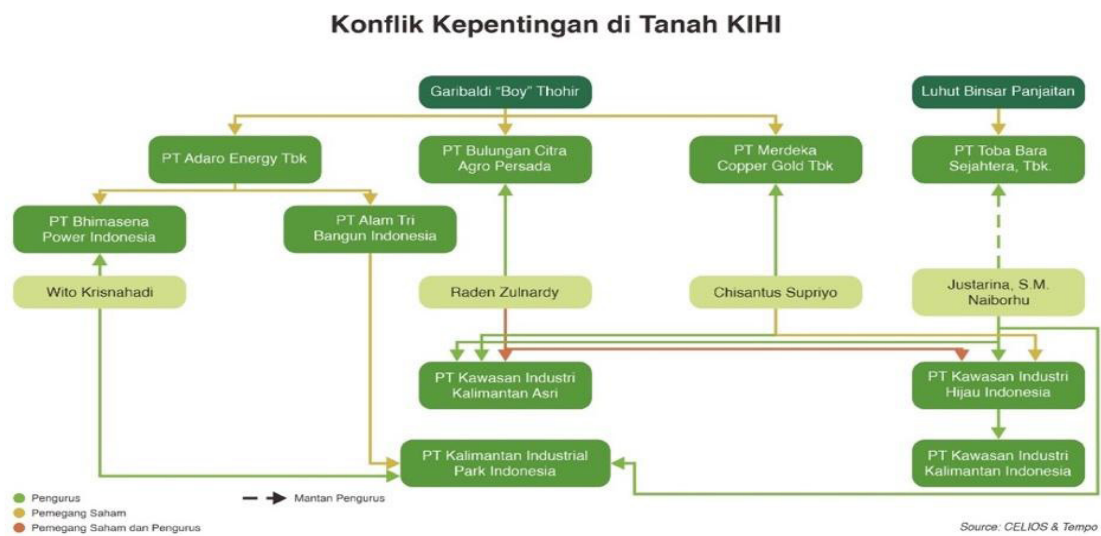 Konflik Kepentingan di Tanah KIHI
Garibaldi “Boy” Thohir
Luhut Binsar Panjaitan
PT Adaro Energy Tbk
PT Bulungan Citra
Agro Persada
PT Merdeka
Copper Gold Tbk
PT Toba Bara
Sejahtera, Tbk.
PT Bhimasena
Power Indonesia
PT Alam Tri
Bangun Indonesia
Wito Krisnahadi
Raden Zulnardy
Chisantus Supriyo
Justarina, S.M.
Naiborhu
PT Kawasan Industri
Kalimantan Asri
PT Kawasan Industri
Hijau Indonesia
PT Kalimantan Industrial
Park Indonesia
PT Kawasan Industri
Kalimantan Indonesia
Pengurus
Mantan Pengurus
Pemegang Saham
Pemegang Saham dan Pengurus
Source: CELIOS & Tempo